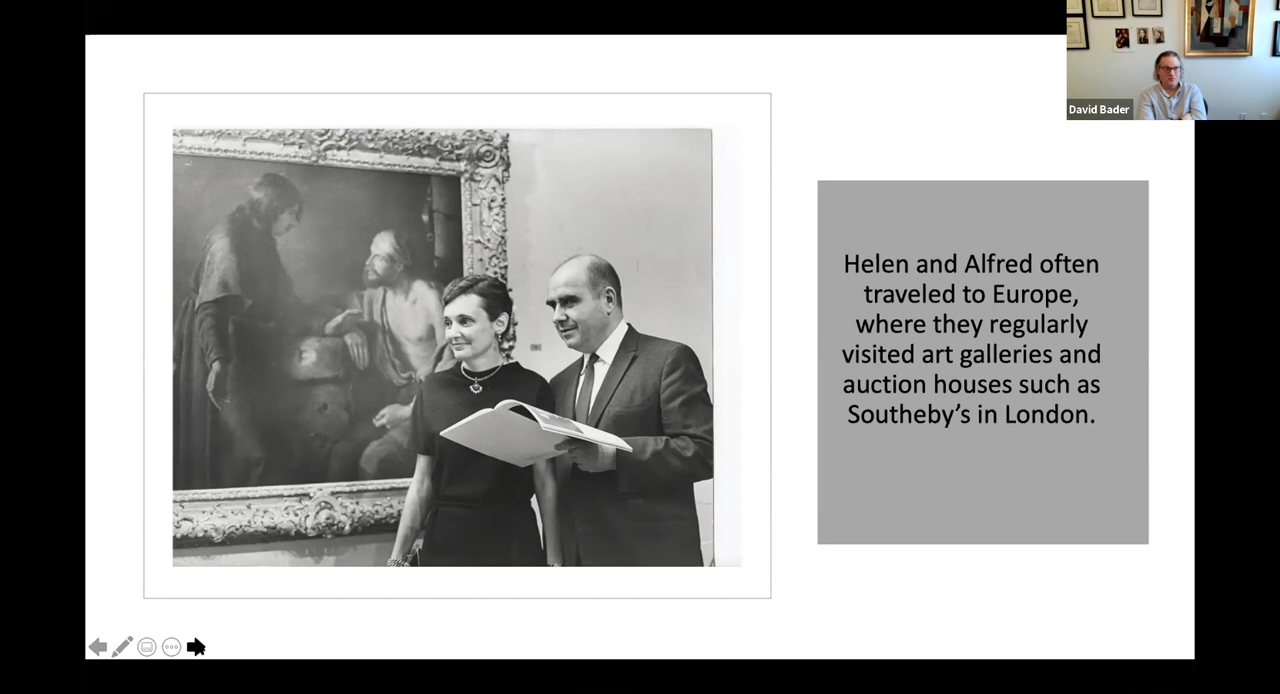 David Bader
Helen and Alfred often
traveled to Europe,
where they regularly
visited art galleries and
auction houses such as
Southeby’s in London.